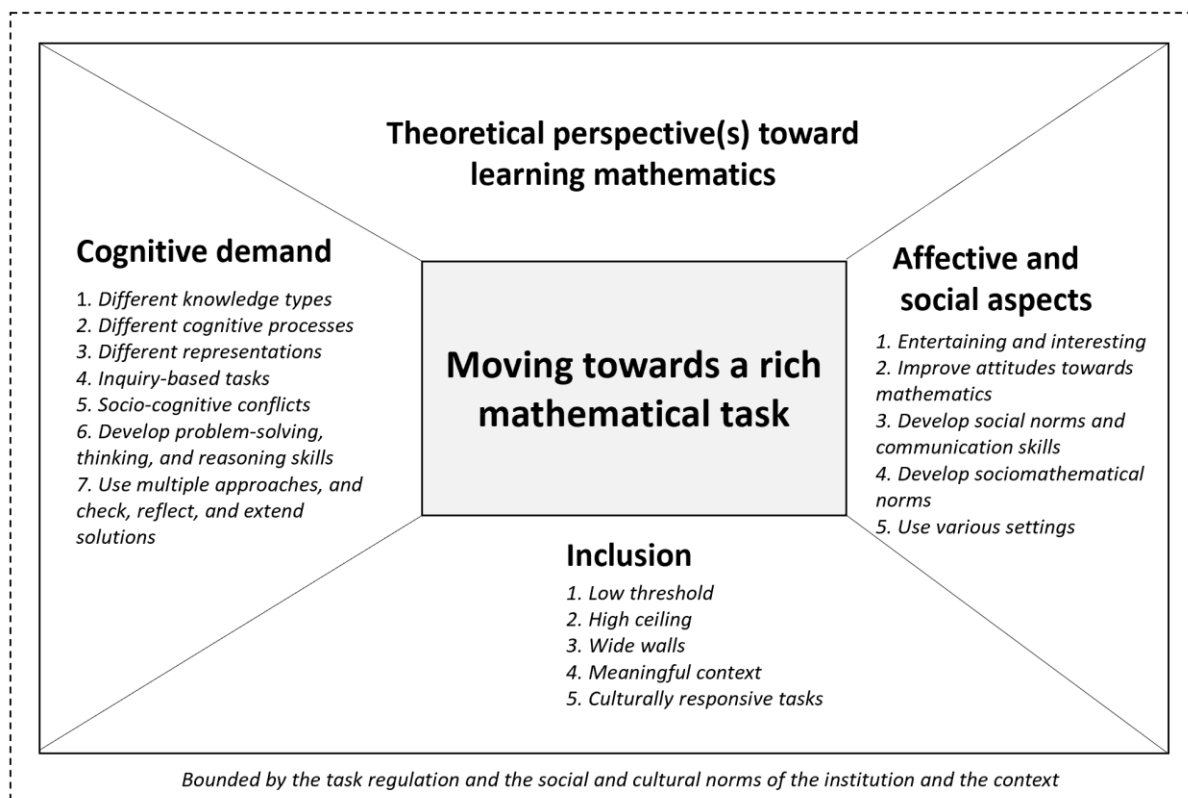 Theoretical perspective(s) toward
learning mathematics
Cognitive demand
1. Different knowledge types
2. Different cognitive processes
3. Different representations
4. Inquiry-based tasks
5. Socio-cognitive conflicts
6. Develop problem-solving,
thinking, and reasoning skills
7. Use multiple approaches, and
check, reflect, and extend
solutions
Moving towards a rich
mathematical task
Affective and
social aspects
1. Entertaining and interesting
2. Improve attitudes towards
mathematics
3. Develop social norms and
communication skills
4. Develop sociomathematical
norms
5. Use various settings
Inclusion
1. Low threshold
2. High ceiling
3. Wide walls
4. Meaningful context
5. Culturally responsive tasks
Bounded by the task regulation and the social and cultural norms of the institution and the context